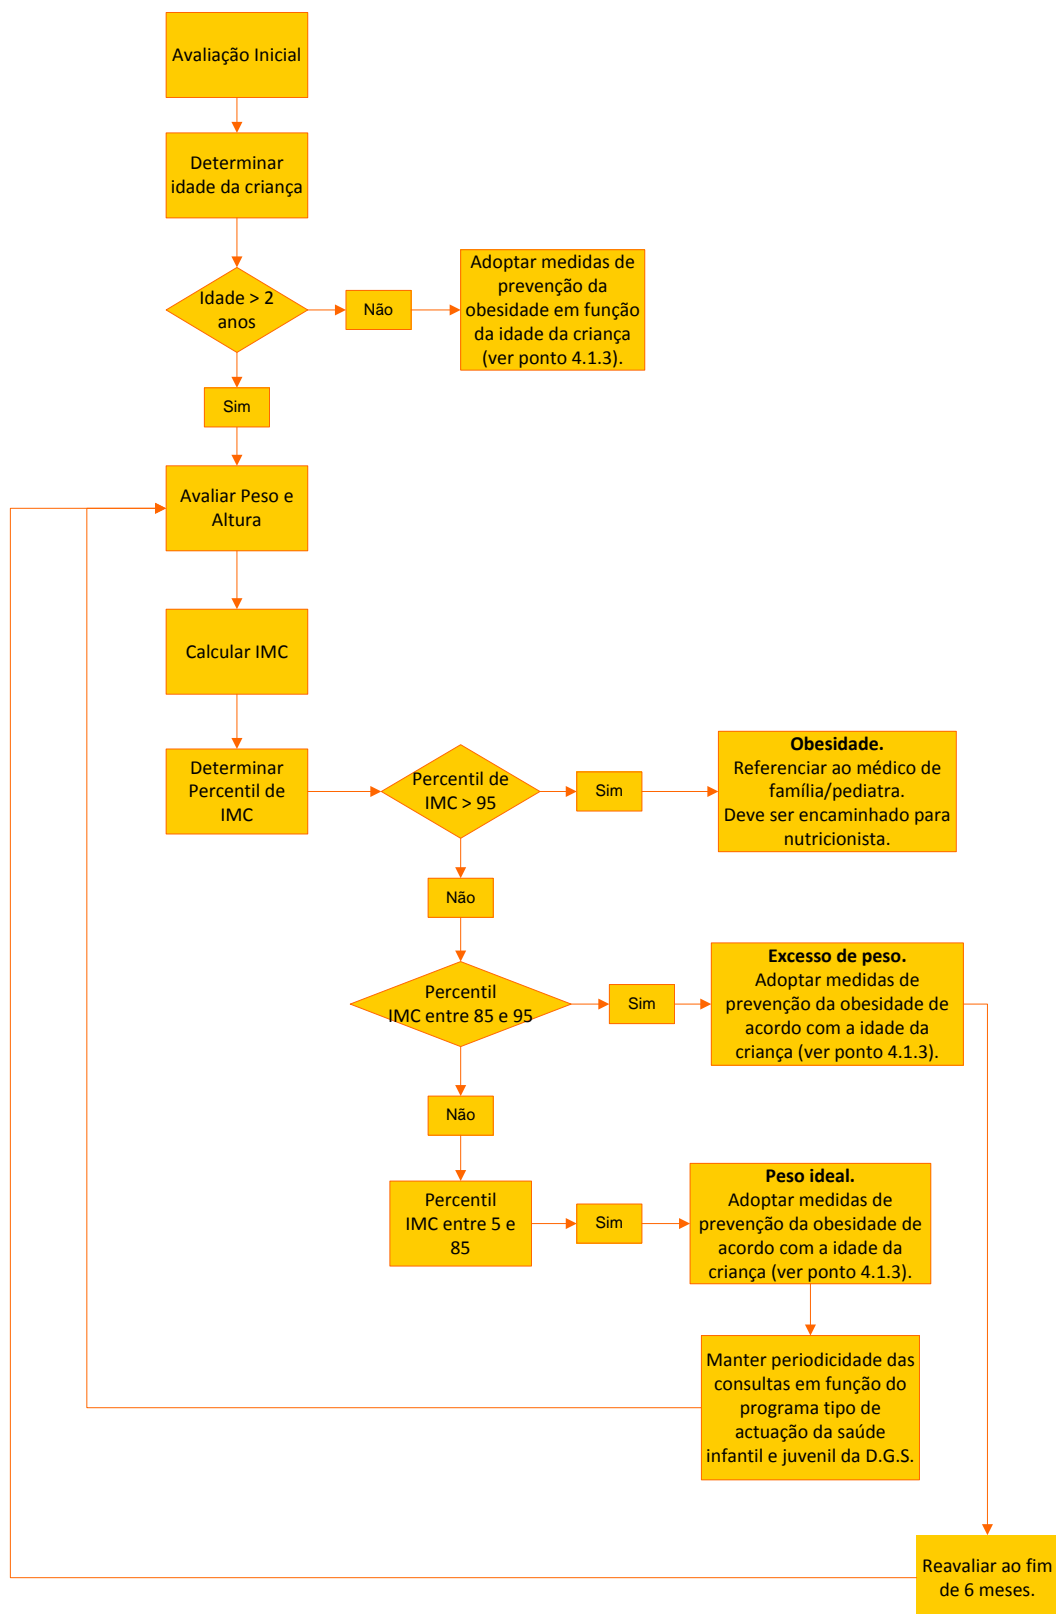 Avaliação Inicial
Determinar
idade da criança
Idade > 2
anos
Não
Adoptar medidas de
prevenção da
obesidade em função
da idade da criança
(ver ponto 4.1.3).
Sim
Avaliar Peso e
Altura
Calcular IMC
Determinar
Percentil de
IMC
Percentil de
IMC > 95
Sim
Obesidade.
Referenciar ao médico de
família/pediatra.
Deve ser encaminhado para
nutricionista.
Não
Percentil
IMC entre 85 e 95
Sim
Excesso de peso.
Adoptar medidas de
prevenção da obesidade de
acordo com a idade da
criança (ver ponto 4.1.3).
Não
Percentil
IMC entre 5 e
85
Sim
Peso ideal.
Adoptar medidas de
prevenção da obesidade de
acordo com a idade da
criança (ver ponto 4.1.3).
Manter periodicidade das
consultas em função do
programa tipo de
actuação da saúde
infantil e juvenil da D.G.S.
Reavaliar ao fim
de 6 meses.